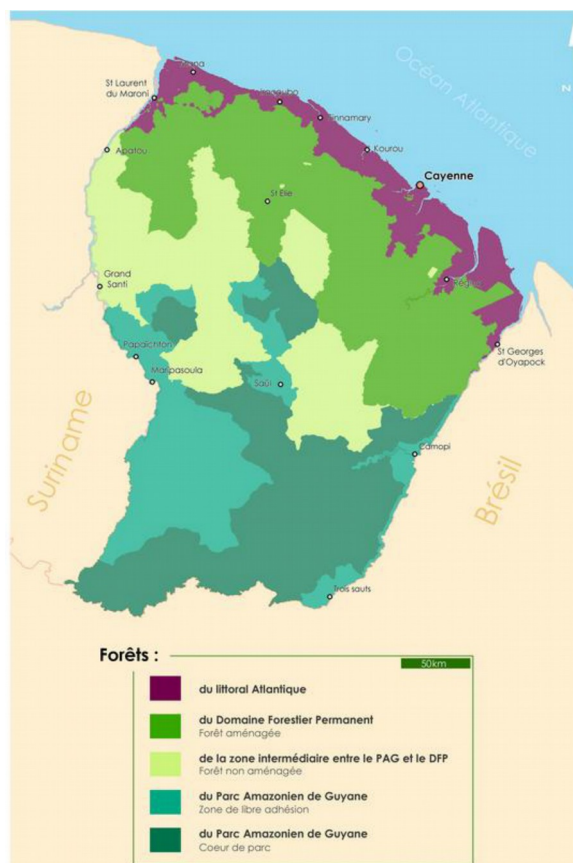 Océan Atlantique
N
Mana
St Laurent
du Maroni
Iracoubo
Sinnamary
Apatou
Kourou
Cayenne
St Elie
Régina
Grand
Santi
St Georges
d'Oyapock
Papaïchton
Maripasoula
Saül
Suriname
Camopi
Brésil
Trois sauts
Forêts :
50km
du littoral Atlantique
du Domaine Forestier Permanent
Forêt aménagée
de la zone intermédiaire entre le PAG et le DFP
Forêt non aménagée
du Parc Amazonien de Guyane
Zone de libre adhésion
du Parc Amazonien de Guyane
Coeur de parc